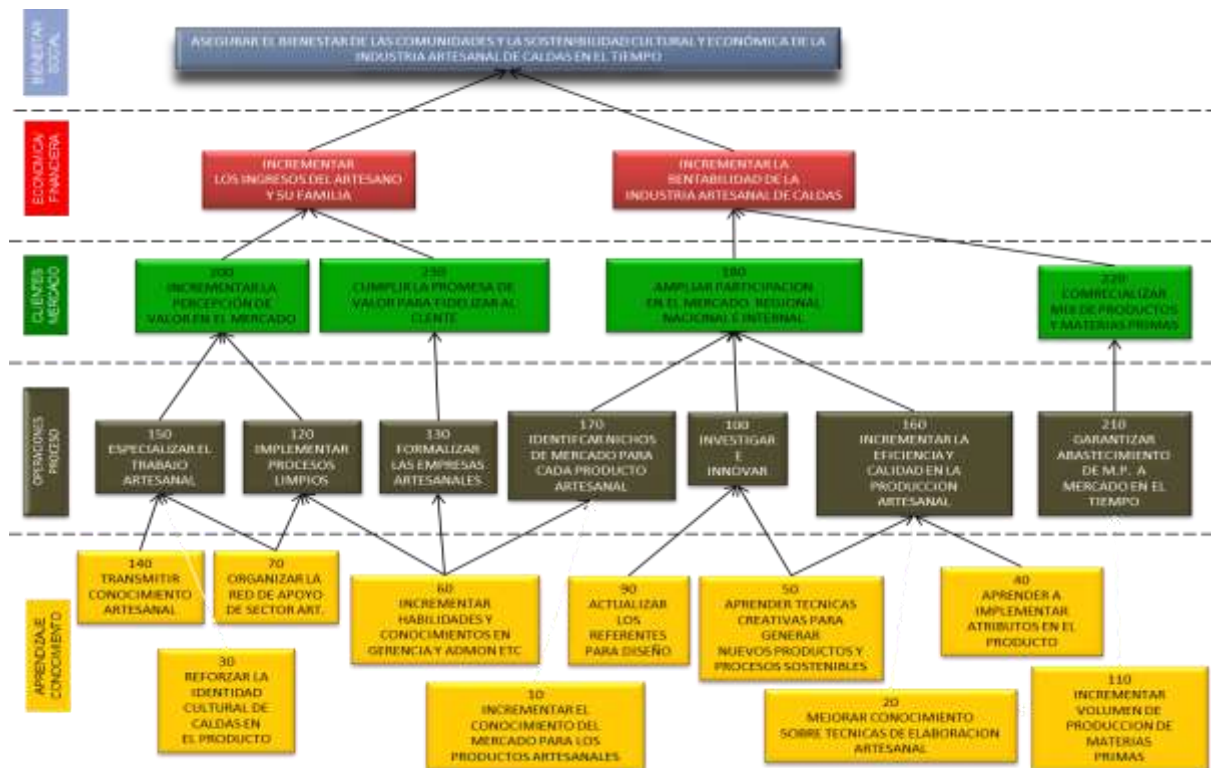 BIENESTAR
SOCIAL
ASEGURAR EL BIENESTAR DE LAS COMUNIDADES Y LA SOSTENIBILIDAD CULTURAL Y ECONOMICA DE LA
INDUSTRIA ARTESANAL DE CALDAS EN EL TIEMPO
ECONOMICA/
FINANCIERA
INCREMENTAR
LOS INGRESOS DEL ARTESANO
Y SU FAMILIA
INCREMENTAR LA
RENTABILIDAD DE LA
INDUSTRIA ARTESANAL DE CALDAS
CLIENTES
MERCADO
200
INCREMENTAR LA
PERCEPCIÓN DE
VALOR EN EL MERCADO
230
CUMPLIR LA PROMESA DE
VALOR PARA FIDELIZAR AL
CLENTE
180
AMPLIAR PARTICIPACION
EN EL MERCADO REGIONAL
NACIONAL E INTERNAL
220
COMRECIALIZAR
MIX DE PRODUCTOS
Y MATERIAS PRIMAS
OPERACIONES
PROCESO
150
ESPECIALIZAR EL
TRABAJO
ARTESANAL
120
IMPLEMENTAR
PROCESOS
LIMPIOS
130
FORMALIZAR
LAS EMPRESAS
ARTESANALES
170
IDENTIFCAR NICHOS
DE MERCADO PARA
CADA PRODUCTO
ARTESANAL
100
INVESTIGAR
E
INNOVAR
160
INCREMENTAR LA
EFICIENCIA Y
CALIDAD EN LA
PRODUCCION
ARTESANAL
210
GARANTIZAR
ABASTECIMIENTO
DE M.P. A
MERCADO EN EL
TIEMPO
APRENDIZAJE
CONOCIMIENTO
140
TRANSMITIR
CONOCIMIENTO
ARTESANAL
70
ORGANIZAR LA
RED DE APOYO
DE SECTOR ART.
60
INCREMENTAR
HABILIDADES Y
CONOCIMIENTOS EN
GERENCIA Y ADMON ETC
90
ACTUALIZAR
LOS
REFERENTES
PARA DISEÑO
50
APRENDER TECNICAS
CREATIVAS PARA
GENERAR
NUEVOS PRODUCTOS Y
PROCESOS SOSTENIBLES
40
APRENDER A
IMPLEMENTAR
ATRIBUTOS EN EL
PRODUCTO
30
REFORZAR LA
IDENTIDAD
CULTURAL DE
CALDAS EN
EL PRODUCTO
10
INCREMENTAR EL
CONOCIMIENTO DEL
MERCADO PARA LOS
PRODUCTOS ARTESANALES
20
MEJORAR CONOCIMIENTO
SOBRE TECNICAS DE ELABORACION
ARTESANAL
110
INCREMENTAR
VOLUMEN DE
PRODUCCION DE
MATERIAS
PRIMAS